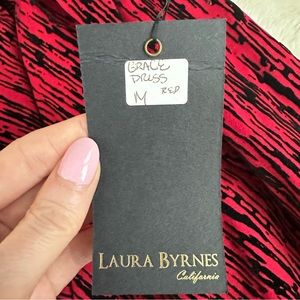 GRACE
DRESS
M RED
LAURA BYRNES
California